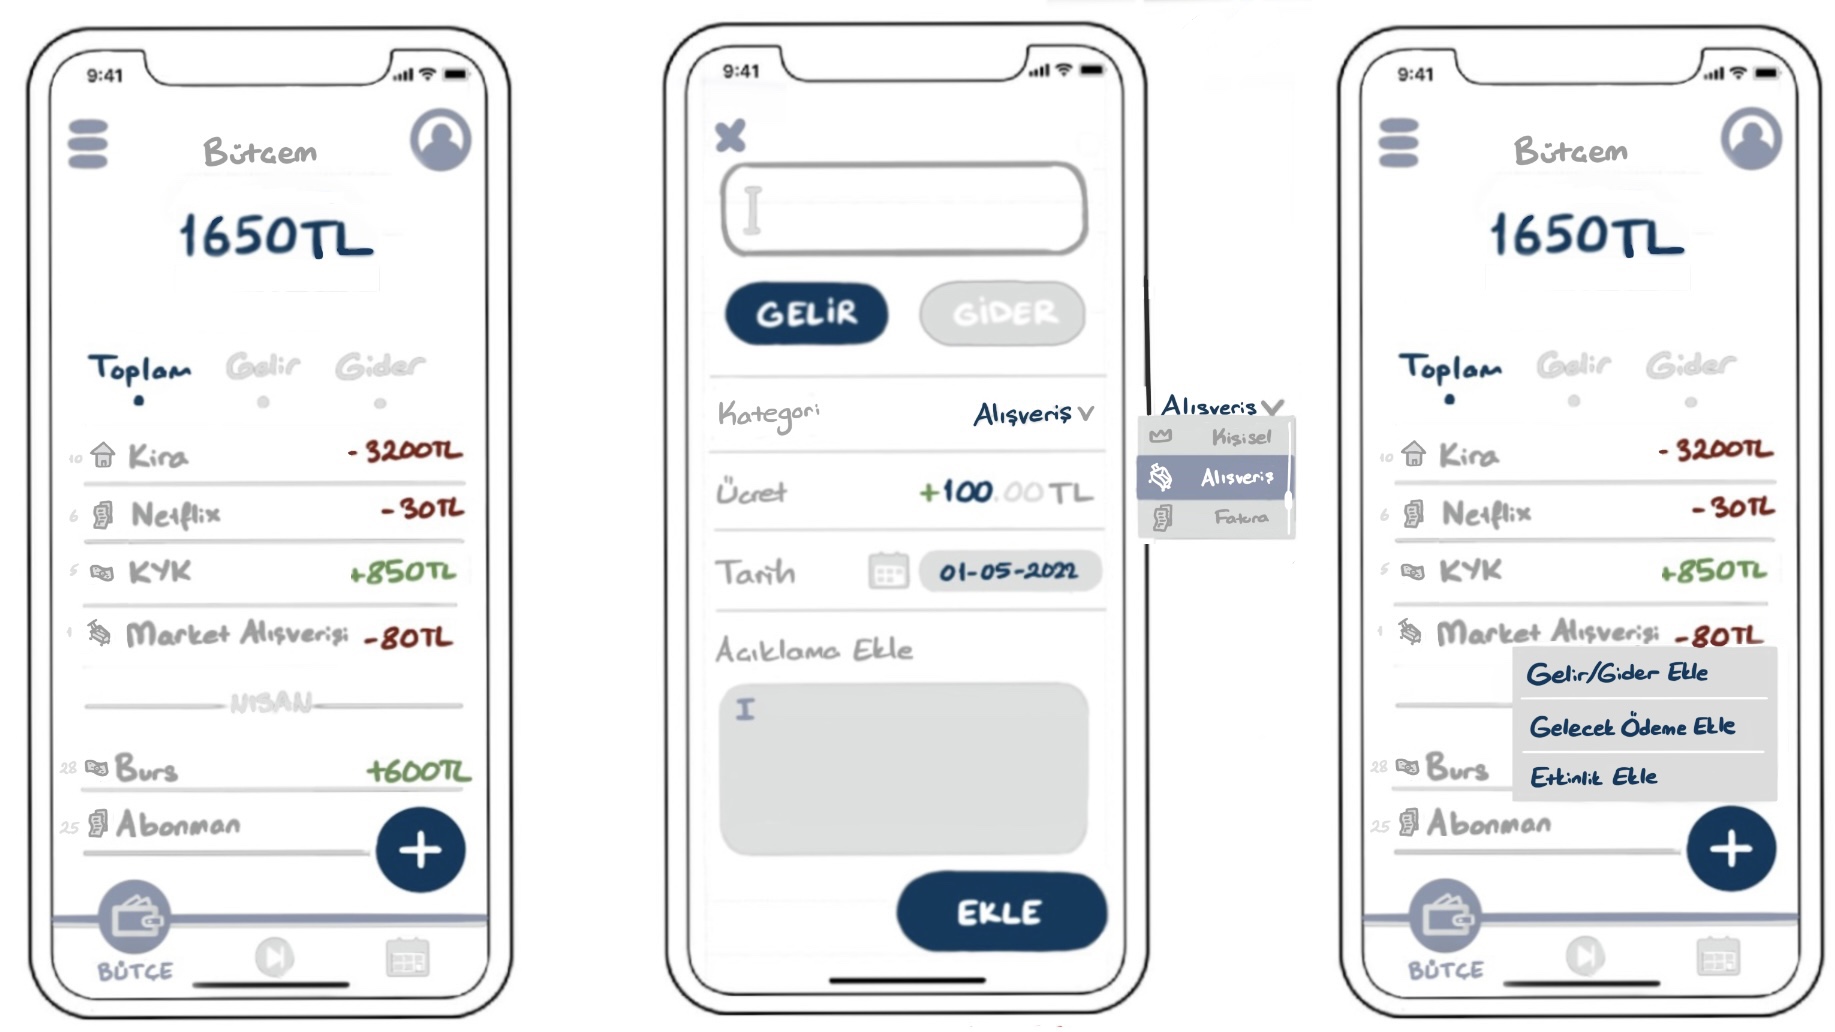 9:41
Bütçem
1650TL
Toplam Gelir Gider
10 Kira -3200TL
6 Netflix -30TL
5 KYK +850TL
1 Market Alışverişi -80TL
NİSAN
28 Burs +600TL
25 Abonman
+
BÜTÇE
9:41
GELİR GİDER
Kategori Alışveriş
Ücret +100.00 TL
Tarih 01-05-2022
Açıklama Ekle
EKLE
Alışveriş
Kişisel
Alışveriş
Fatura
9:41
Bütçem
1650TL
Toplam Gelir Gider
10 Kira -3200TL
6 Netflix -30TL
5 KYK +850TL
1 Market Alışverişi -80TL
Gelir/Gider Ekle
Gelecek Ödeme Ekle
Etkinlik Ekle
28 Burs
25 Abonman
+
BÜTÇE